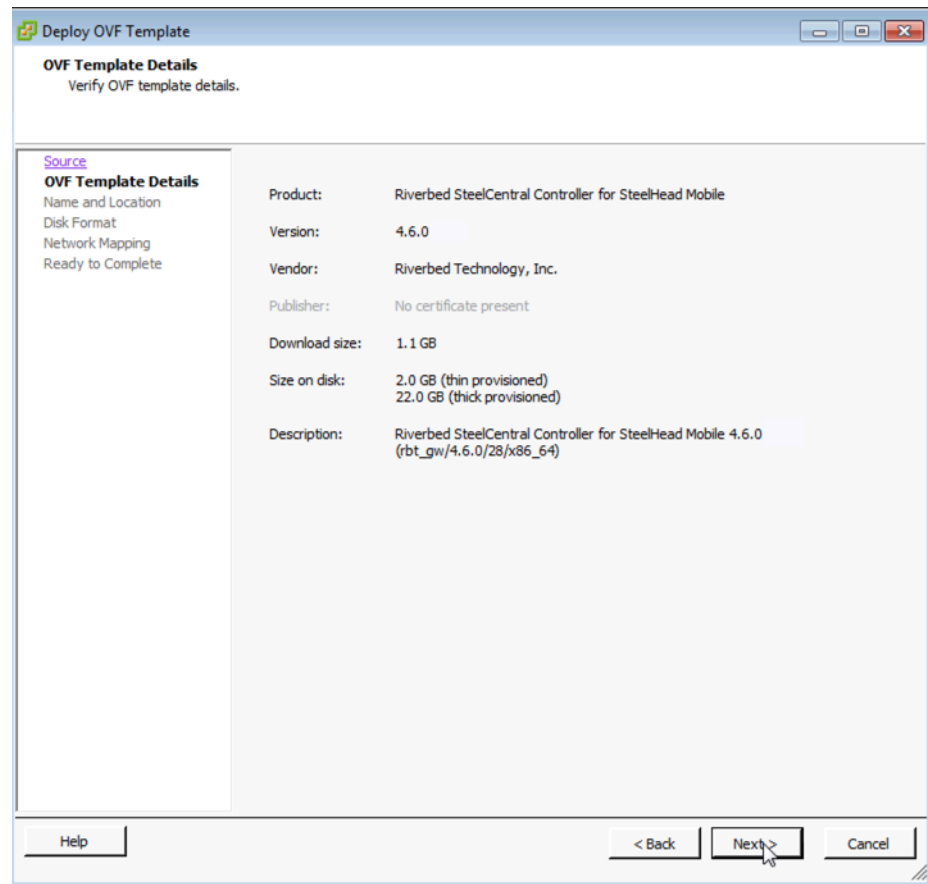 Deploy OVF Template
OVF Template Details
Verify OVF template details.
Source
OVF Template Details
Name and Location
Disk Format
Network Mapping
Ready to Complete
Product: Riverbed SteelCentral Controller for SteelHead Mobile
Version: 4.6.0
Vendor: Riverbed Technology, Inc.
Publisher: No certificate present
Download size: 1.1 GB
Size on disk: 2.0 GB (thin provisioned)
22.0 GB (thick provisioned)
Description: Riverbed SteelCentral Controller for SteelHead Mobile 4.6.0
(rbt_gw/4.6.0/28/x86_64)
Help
< Back
Next >
Cancel